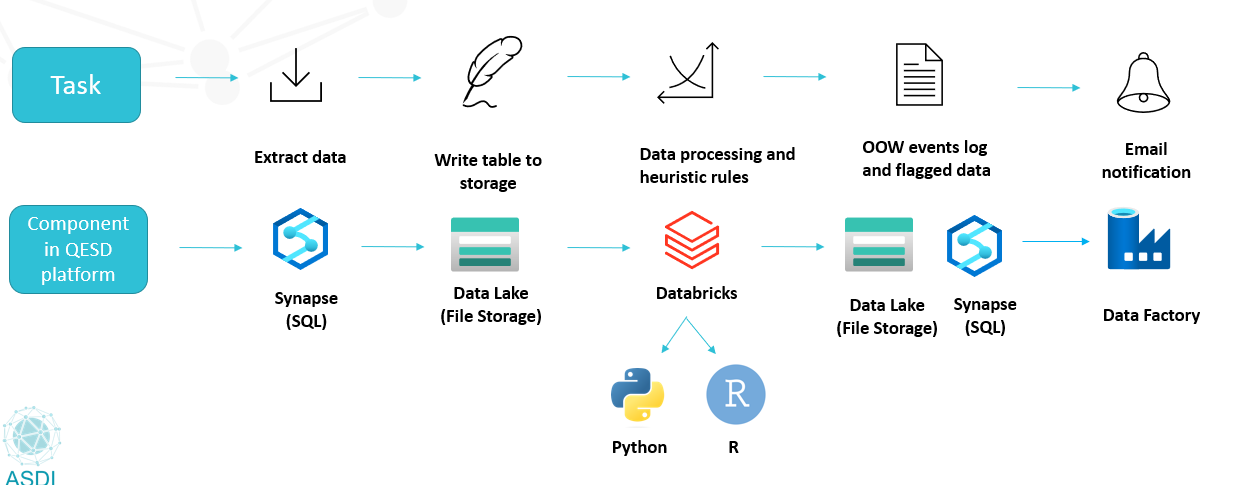 Task
Extract data
Write table to
storage
Data processing and
heuristic rules
OOW events log
and flagged data
Email
notification
Component
in QESD
platform
Synapse
(SQL)
Data Lake
(File Storage)
Databricks
Data Lake
(File Storage)
Synapse
(SQL)
Data Factory
Python
R
R
ASDI